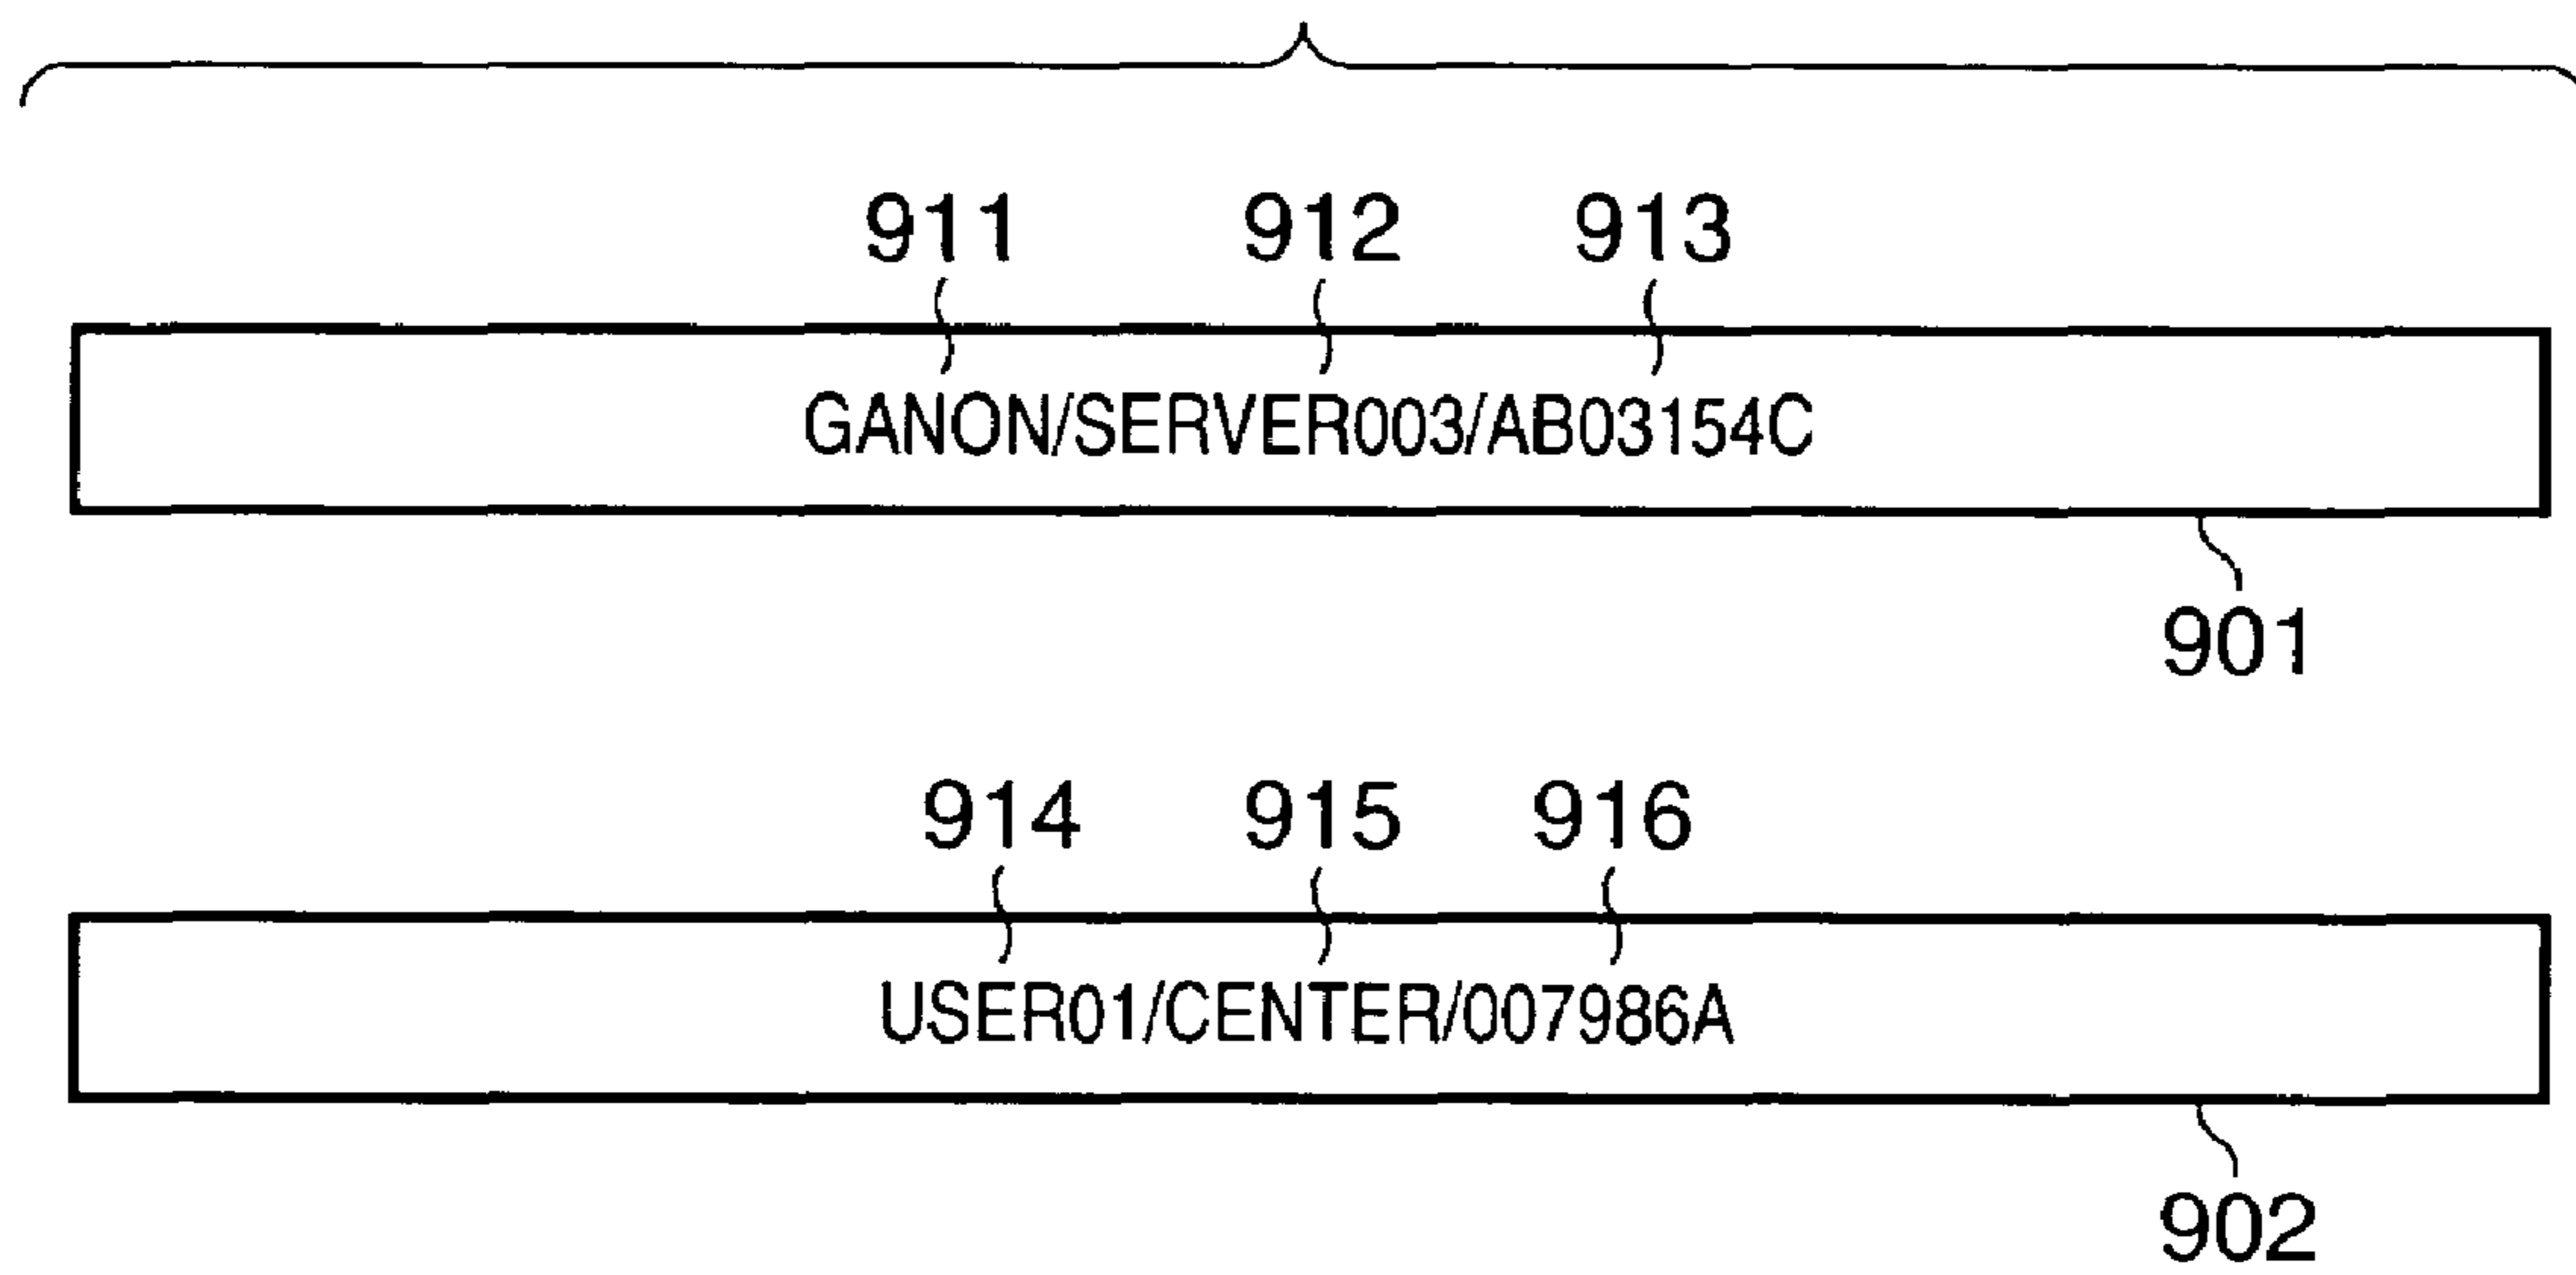 911 912 913
GANON/SERVER003/AB03154C
901
914 915 916
USER01/CENTER/007986A
902